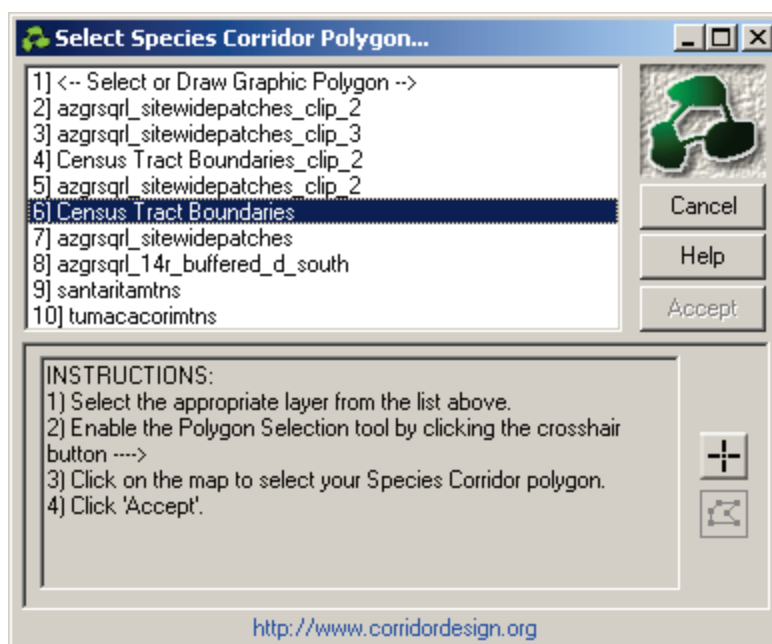 Select Species Corridor Polygon...
1] <-- Select or Draw Graphic Polygon -->
2] azgrsqrl_sitewidepatches_clip_2
3] azgrsqrl_sitewidepatches_clip_3
4] Census Tract Boundaries_clip_2
5] azgrsqrl_sitewidepatches_clip_2
6] Census Tract Boundaries
7] azgrsqrl_sitewidepatches
8] azgrsqrl_14r_buffered_d_south
9] santaritamtns
10] tumacacorimtns
Cancel
Help
Accept
INSTRUCTIONS:
1) Select the appropriate layer from the list above.
2) Enable the Polygon Selection tool by clicking the crosshair
button ---->
3) Click on the map to select your Species Corridor polygon.
4) Click 'Accept'.
http://www.corridordesign.org